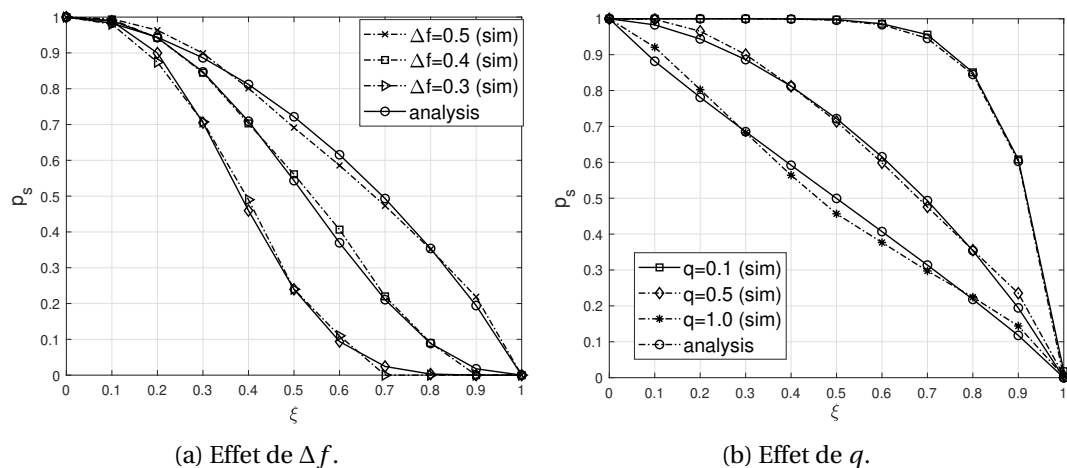 1
0.9
0.8
0.7
0.6
0.5
0.4
0.3
0.2
0.1
0
p_s
0 0.1 0.2 0.3 0.4 0.5 0.6 0.7 0.8 0.9 1
ξ
Δf=0.5 (sim)
Δf=0.4 (sim)
Δf=0.3 (sim)
analysis
(a) Effet de Δf.
1
0.9
0.8
0.7
0.6
0.5
0.4
0.3
0.2
0.1
0
p_s
0 0.1 0.2 0.3 0.4 0.5 0.6 0.7 0.8 0.9 1
ξ
q=0.1 (sim)
q=0.5 (sim)
q=1.0 (sim)
analysis
(b) Effet de q.